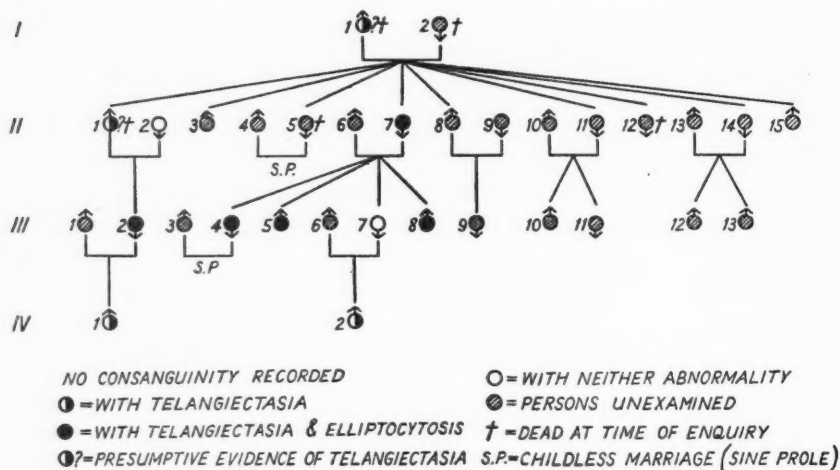 I 1 ?† 2 †
II 1 ?† 2 3 4 5 † 6 7 8 9 10 11 12 † 13 14 15
S.P.
III 1 2 3 4 5 6 7 8 9 10 11 12 13
S.P
IV 1 2
NO CONSANGUINITY RECORDED
=WITH TELANGIECTASIA
=WITH TELANGIECTASIA & ELLIPTOCYTOSIS
?=PRESUMPTIVE EVIDENCE OF TELANGIECTASIA
=WITH NEITHER ABNORMALITY
=PERSONS UNEXAMINED
†=DEAD AT TIME OF ENQUIRY
S.P.=CHILDLESS MARRIAGE (SINE PROLE)